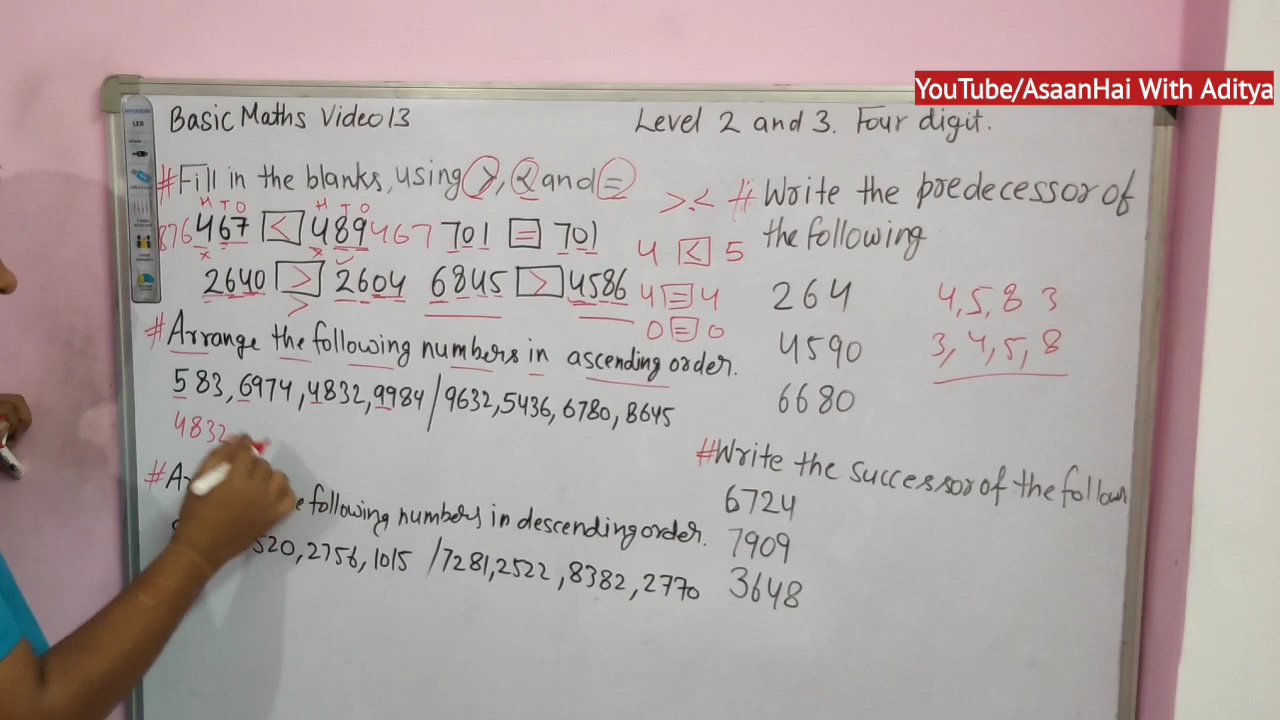 YouTube/AsaanHai With Aditya
Basic Maths Video 13
Level 2 and 3. Four digit.
#Fill in the blanks, using >, < and =
H T O H T O
876 467 < 489 467 701 = 701
2640 > 2604 6845 > 4586
>
> . <
4 < 5
4 = 4
0 = 0
#Arrange the following numbers in ascending order.
583, 6974, 4832, 9984 / 9632, 5436, 6780, 8645
4832
#Ar following numbers in descending order.
520, 2756, 1015 / 7281, 2522, 8382, 2770
# Write the predecessor of
the following
264
4590
6680
4, 5, 8 3
3, 4, 5, 8
#Write the successor of the follow
6724
7909
3648